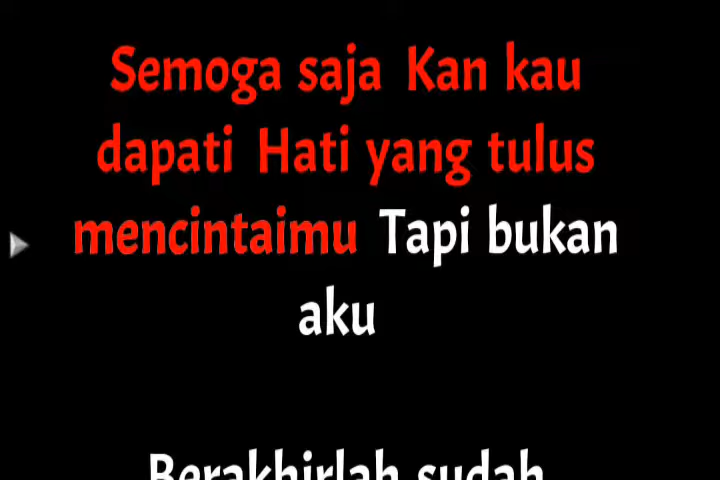 Semoga saja Kan kau
dapati Hati yang tulus
mencintaimu Tapi bukan
aku
Berakhirlah sudah